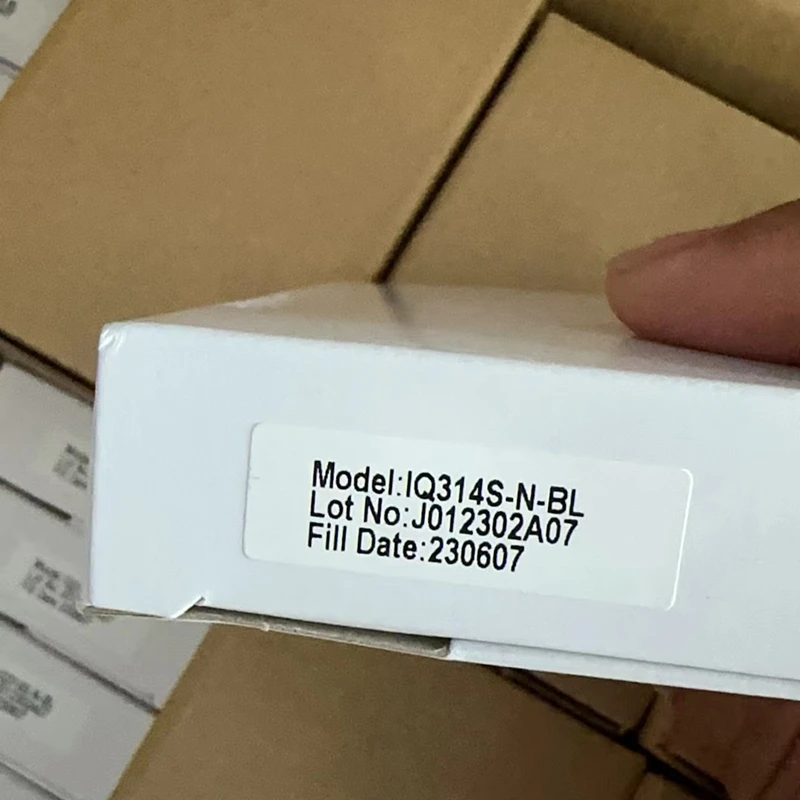 Model:IQ314S-N-BL
Lot No:J012302A07
Fill Date:230607